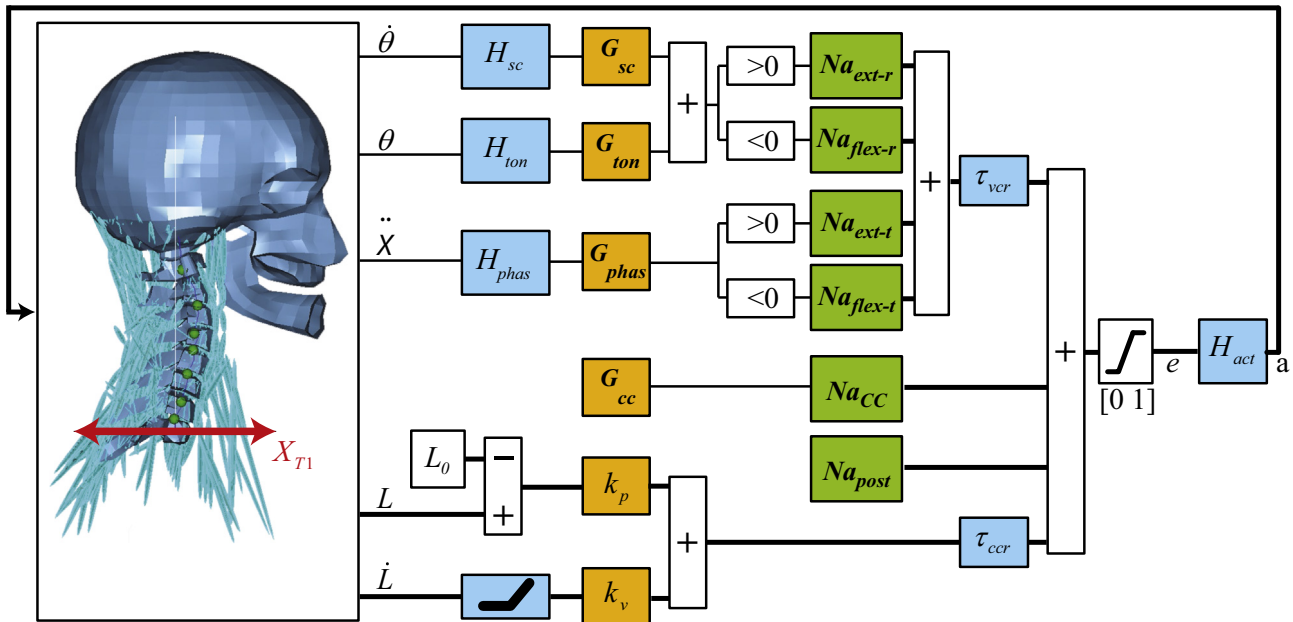 θ̇ H_sc G_sc >0 Na_ext-r
+
θ H_ton G_ton <0 Na_flex-r
+ τ_vcr
Ẍ H_phas G_phas >0 Na_ext-t
<0 Na_flex-t
+ e H_act a
[0 1]
G_cc Na_CC
X_T1
L_0 − k_p Na_post
L +
+ τ_ccr
L̇ k_v